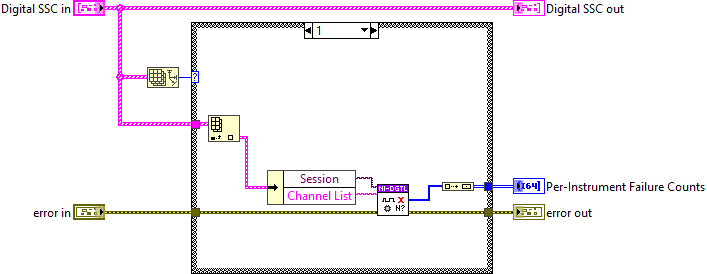 Digital SSC in
Digital SSC out
1
?
Session
Channel List
NI-DGTL
X
N?
I64
Per-Instrument Failure Counts
error in
error out